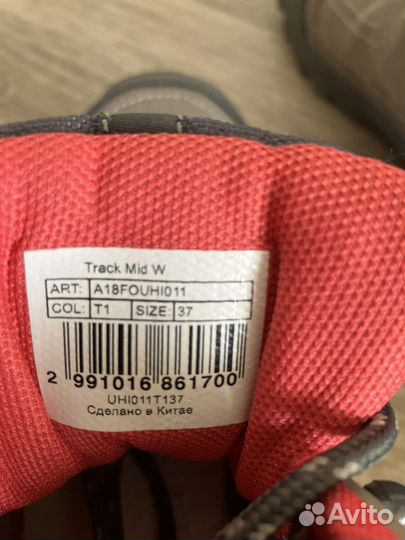 Track Mid W
ART: A18FOUHI011
COL: T1 SIZE: 37
2 991016 861700
UHI011T137
Сделано в Китае
Avito